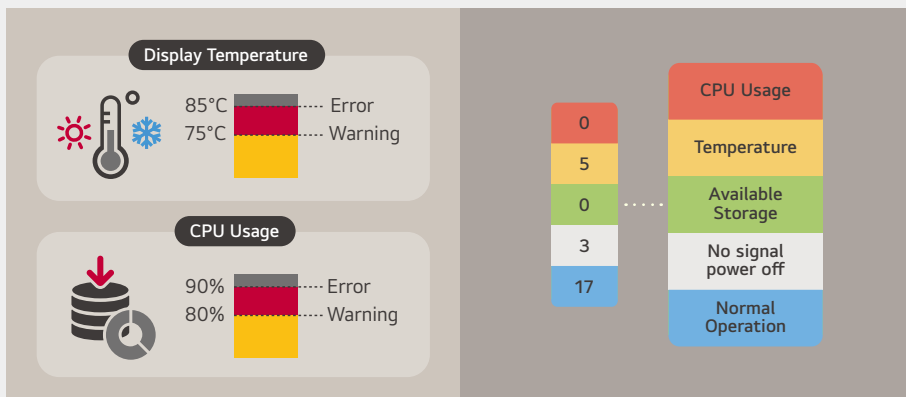 Display Temperature
85°C Error
75°C Warning
CPU Usage
90% Error
80% Warning
0
5
0
3
17
CPU Usage
Temperature
Available
Storage
No signal
power off
Normal
Operation